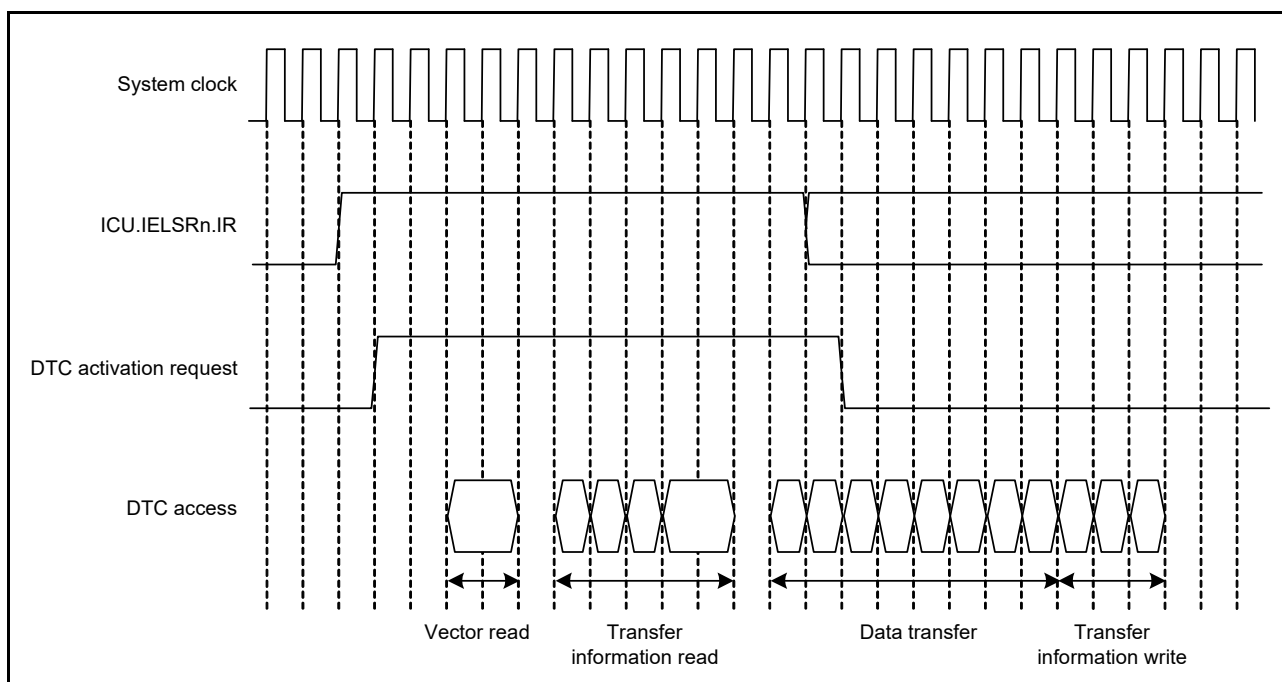 System clock
ICU.IELSRn.IR
DTC activation request
DTC access
Vector read
Transfer
information read
Data transfer
Transfer
information write